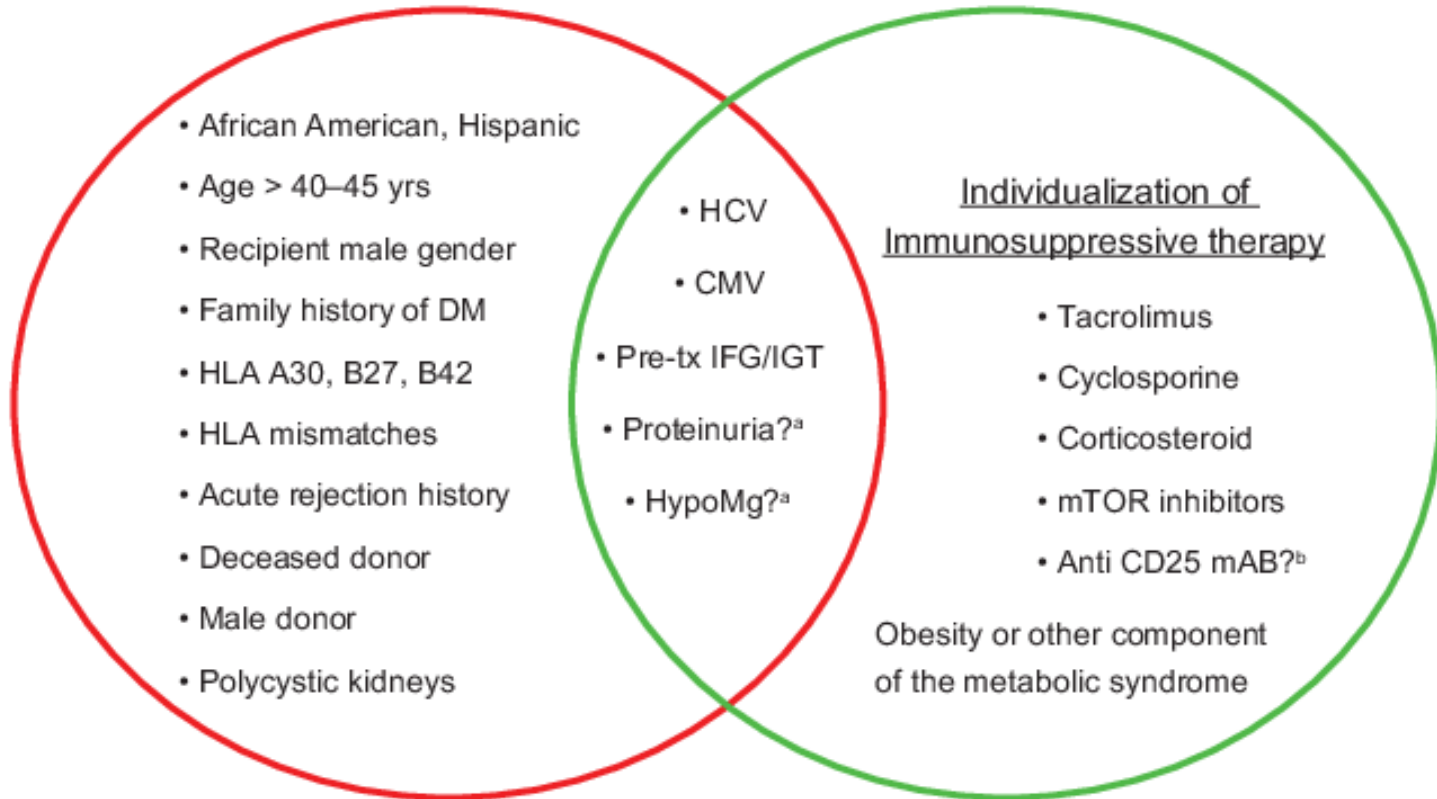 • African American, Hispanic
• Age > 40–45 yrs
• Recipient male gender
• Family history of DM
• HLA A30, B27, B42
• HLA mismatches
• Acute rejection history
• Deceased donor
• Male donor
• Polycystic kidneys
• HCV
• CMV
• Pre-tx IFG/IGT
• Proteinuria?ᵃ
• HypoMg?ᵃ
Individualization of
Immunosuppressive therapy
• Tacrolimus
• Cyclosporine
• Corticosteroid
• mTOR inhibitors
• Anti CD25 mAB?ᵇ
Obesity or other component
of the metabolic syndrome